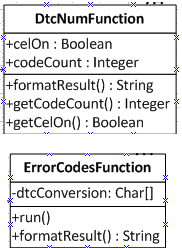 DtcNumFunction
+celOn : Boolean
+codeCount : Integer
+formatResult() : String
+getCodeCount() : Integer
+getCelOn() : Boolean
ErrorCodesFunction
-dtcConversion: Char[]
+run()
+formatResult() : String